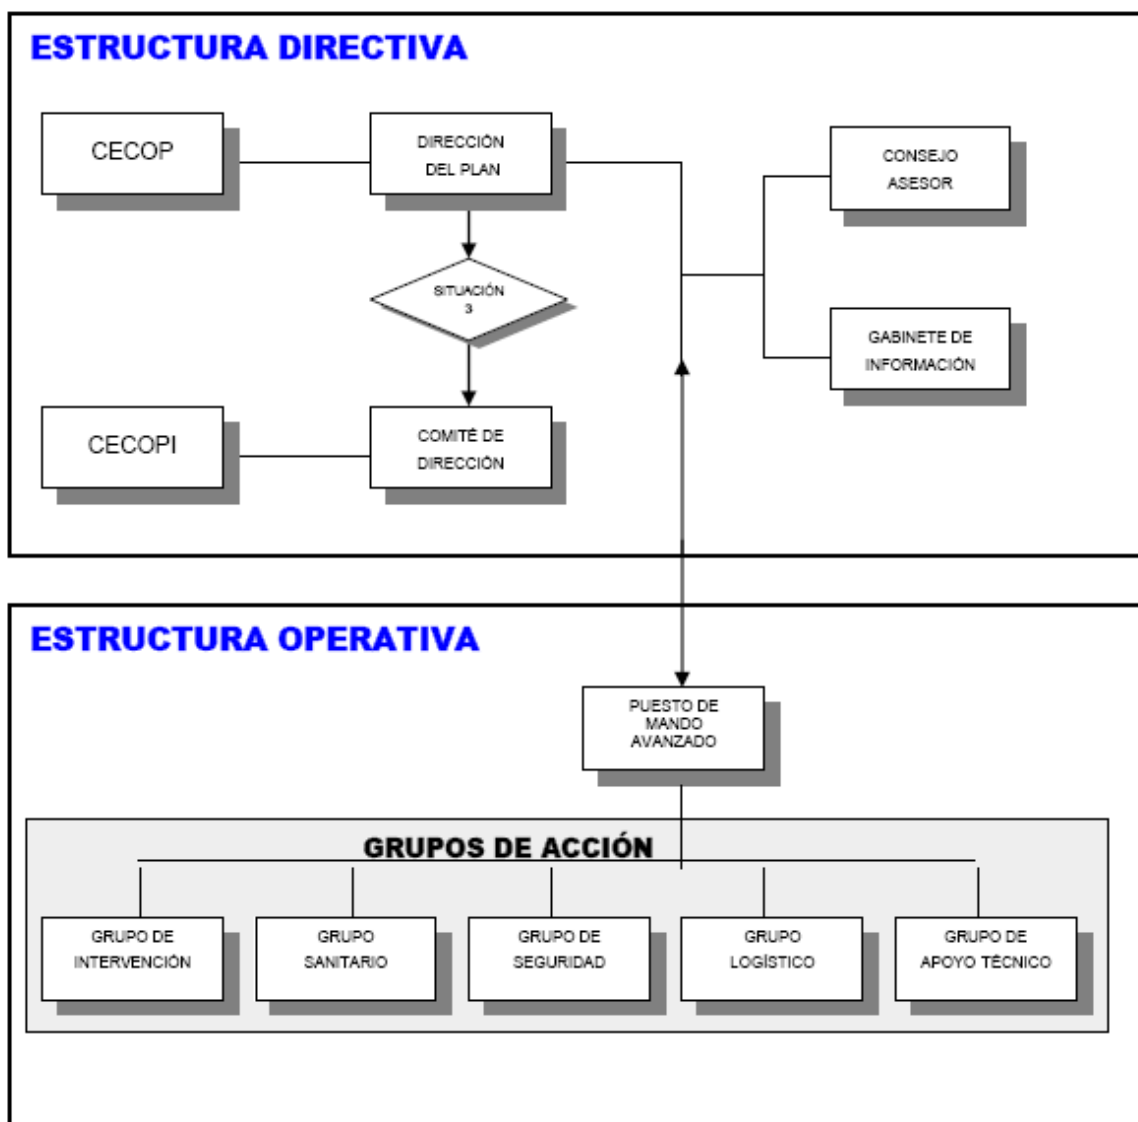 ESTRUCTURA DIRECTIVA
CECOP
DIRECCIÓN
DEL PLAN
CONSEJO
ASESOR
SITUACIÓN
3
GABINETE DE
INFORMACIÓN
CECOPI
COMITÉ DE
DIRECCIÓN
ESTRUCTURA OPERATIVA
PUESTO DE
MANDO
AVANZADO
GRUPOS DE ACCIÓN
GRUPO DE
INTERVENCIÓN
GRUPO
SANITARIO
GRUPO DE
SEGURIDAD
GRUPO
LOGÍSTICO
GRUPO DE
APOYO TÉCNICO